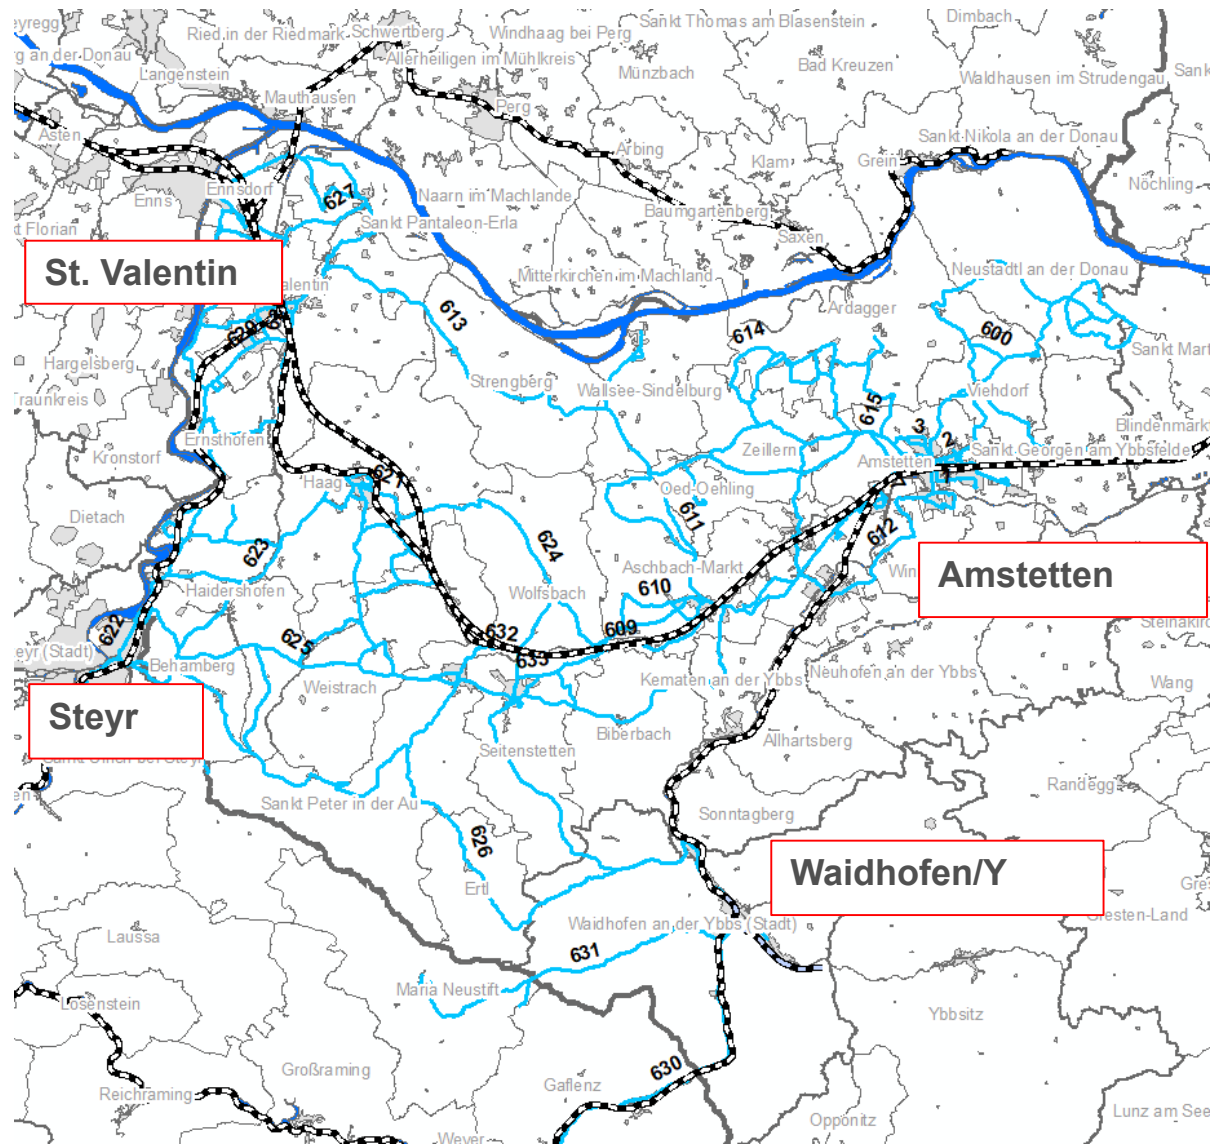 Sankt Thomas am Blasenstein
Dimbach
Ried in der Riedmark
Schwertberg
Windhaag bei Perg
Allerheiligen im Mühlkreis
Bad Kreuzen
Langenstein
Münzbach
Waldhausen im Strudengau
Mauthausen
Perg
Asten
Arbing
Sankt Nikola an der Donau
Klam
Grein
Ennsdorf
Enns
627
Naarn im Machlande
Nöchling
Baumgartenberg
Sankt Pantaleon-Erla
Saxen
St. Valentin
Mitterkirchen im Machland
Neustadtl an der Donau
Ardagger
613
629
614
600
Hargelsberg
Strengberg
Wallsee-Sindelburg
Viehdorf
615
3
2
Ernsthofen
Kronstorf
Zeillern
Sankt Georgen am Ybbsfelde
Amstetten
1
Haag
621
Oed-Oehling
Dietach
611
612
623
624
Amstetten
Aschbach-Markt
Haidershofen
Wolfsbach
610
622
609
632
633
625
Behamberg
Weistrach
Kematen an der Ybbs
Neuhofen an der Ybbs
Wang
Steyr
Biberbach
Allhartsberg
Seitenstetten
Randegg
Sankt Peter in der Au
Sonntagberg
626
Waidhofen/Y
Ertl
Gresten-Land
Waidhofen an der Ybbs (Stadt)
Laussa
631
Maria Neustift
Losenstein
Ybbsitz
Großraming
630
Gaflenz
Reichraming
Opponitz
Lunz am See
Weyer